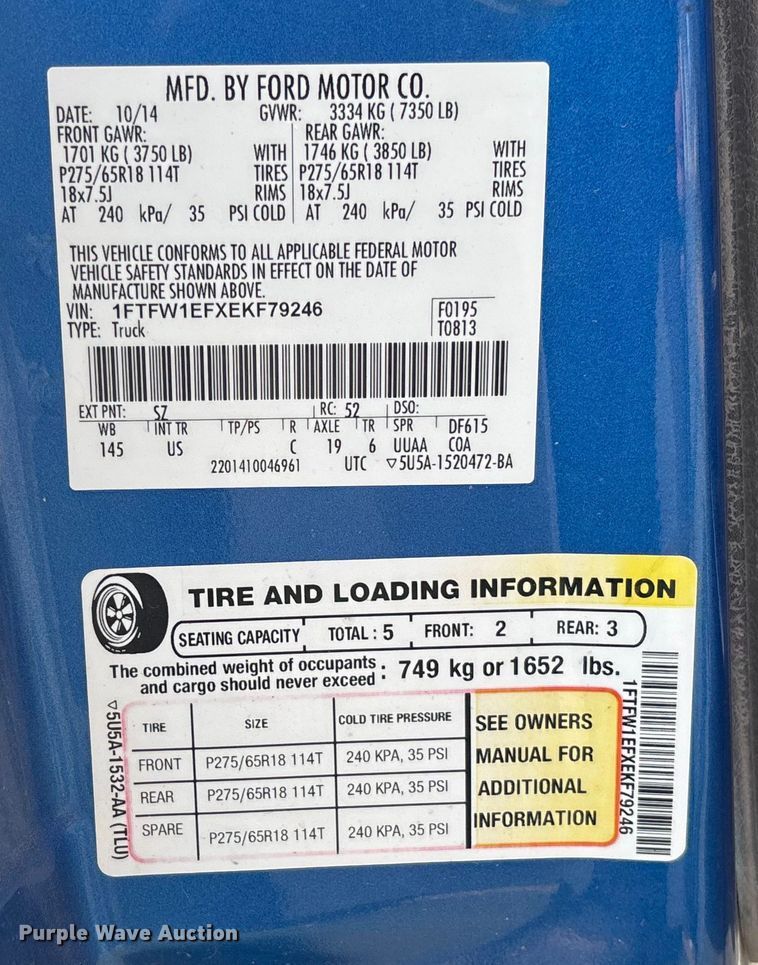 MFD. BY FORD MOTOR CO.
DATE: 10/14 GVWR: 3334 KG ( 7350 LB)
FRONT GAWR: REAR GAWR:
1701 KG ( 3750 LB) WITH 1746 KG ( 3850 LB) WITH
P275/65R18 114T TIRES P275/65R18 114T TIRES
18x7.5J RIMS 18x7.5J RIMS
AT 240 kPa/ 35 PSI COLD AT 240 kPa/ 35 PSI COLD
THIS VEHICLE CONFORMS TO ALL APPLICABLE FEDERAL MOTOR
VEHICLE SAFETY STANDARDS IN EFFECT ON THE DATE OF
MANUFACTURE SHOWN ABOVE.
VIN: 1FTFW1EFXEKF79246 F0195
TYPE: Truck T0813
EXT PNT: SZ RC: 52 DSO:
WB INT TR TP/PS R AXLE TR SPR DF615
145 US C 19 6 UUAA COA
2201410046961 UTC ▽5U5A-1520472-BA
TIRE AND LOADING INFORMATION
SEATING CAPACITY TOTAL : 5 FRONT: 2 REAR: 3
The combined weight of occupants and cargo should never exceed : 749 kg or 1652 lbs.
TIRE SIZE COLD TIRE PRESSURE
FRONT P275/65R18 114T 240 KPA, 35 PSI
REAR P275/65R18 114T 240 KPA, 35 PSI
SPARE P275/65R18 114T 240 KPA, 35 PSI
SEE OWNERS
MANUAL FOR
ADDITIONAL
INFORMATION
▽5U5A-1532-AA (TLU)
1FTFW1EFXEKF79246
Purple Wave Auction